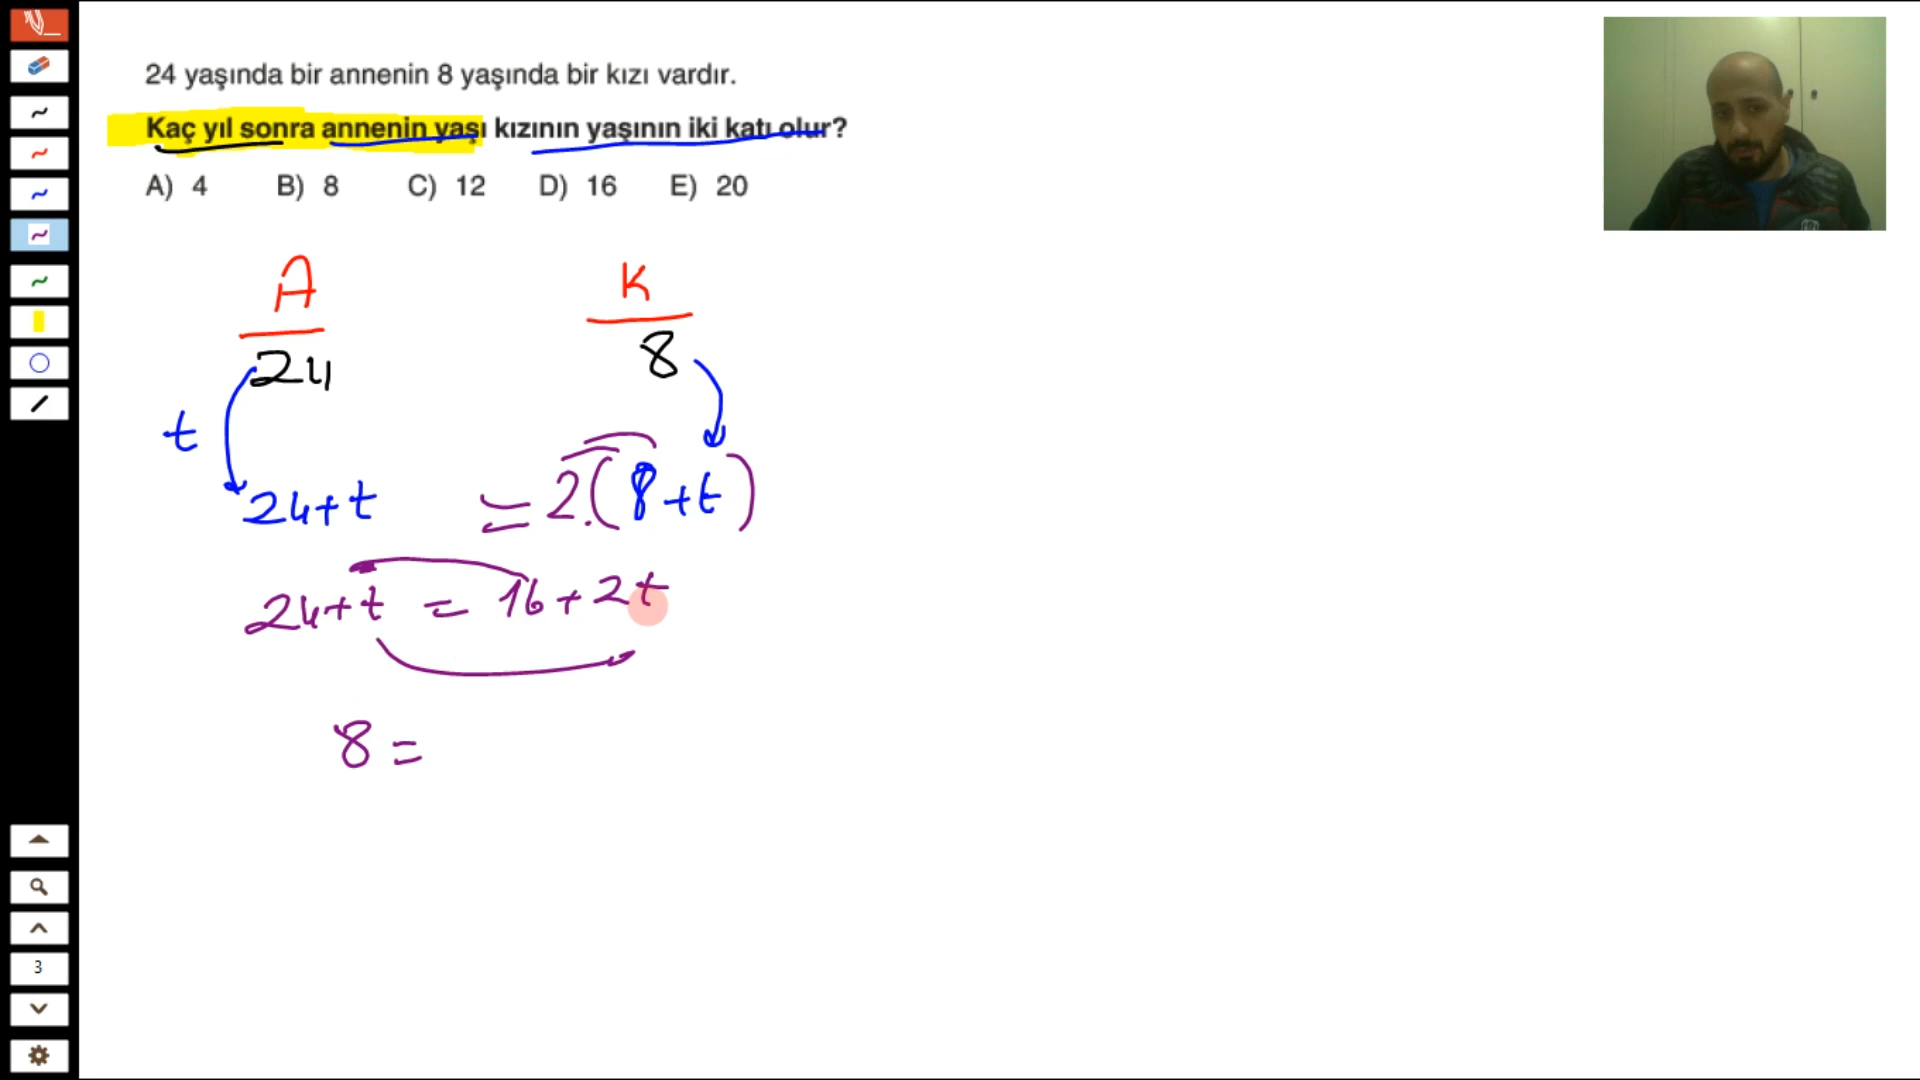 24 yaşında bir annenin 8 yaşında bir kızı vardır.
Kaç yıl sonra annenin yaşı kızının yaşının iki katı olur?
A) 4 B) 8 C) 12 D) 16 E) 20
A K
24 8
t
24+t = 2.(8+t)
24+t = 16+2t
8=
3